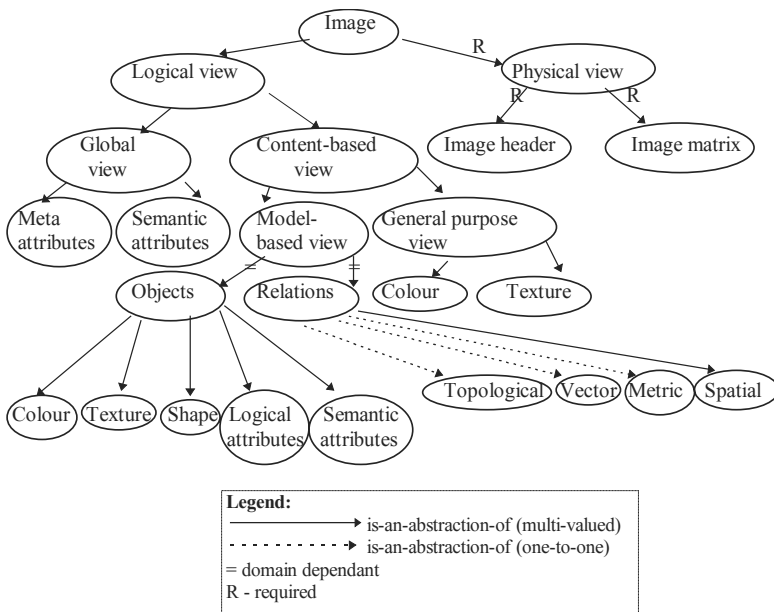 Image
R
Logical view
Physical view
R
R
Global
view
Content-based
view
Image header
Image matrix
Meta
attributes
Semantic
attributes
Model-
based view
General purpose
view
=
=
Objects
Relations
Colour
Texture
Colour
Texture
Shape
Logical
attributes
Semantic
attributes
Topological
Vector
Metric
Spatial
Legend:
is-an-abstraction-of (multi-valued)
is-an-abstraction-of (one-to-one)
= domain dependant
R - required